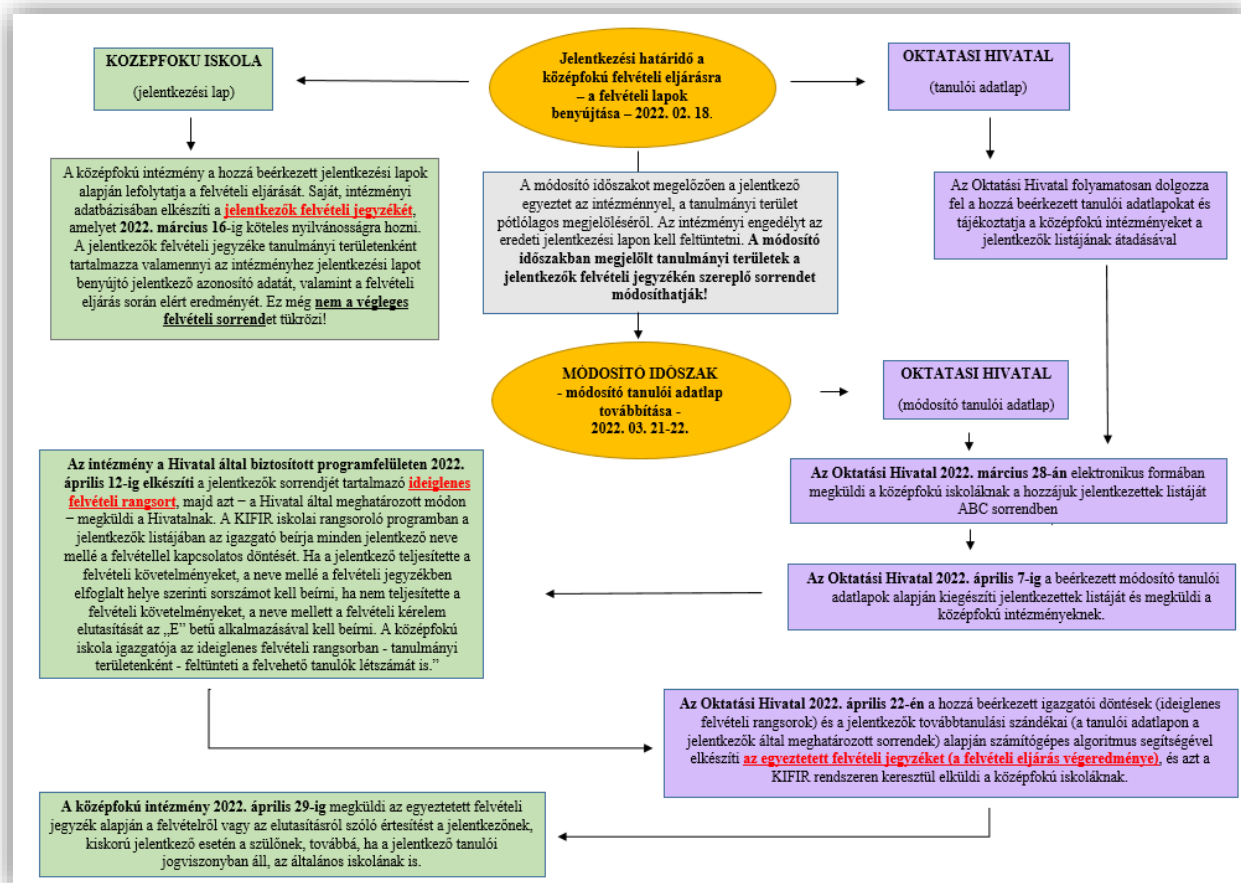 KOZEPFOKU ISKOLA
(jelentkezési lap)
Jelentkezési határidő a
középfokú felvételi eljárásra
– a felvételi lapok
benyújtása – 2022. 02. 18.
OKTATASI HIVATAL
(tanulói adatlap)
A középfokú intézmény a hozzá beérkezett jelentkezési lapok
alapján lefolytatja a felvételi eljárását. Saját, intézményi
adatbázisában elkészíti a jelentkezők felvételi jegyzékét,
amelyet 2022. március 16-ig köteles nyilvánosságra hozni.
A jelentkezők felvételi jegyzéke tanulmányi területenként
tartalmazza valamennyi az intézményhez jelentkezési lapot
benyújtó jelentkező azonosító adatát, valamint a felvételi
eljárás során elért eredményét. Ez még nem a végleges
felvételi sorrendet tükrözi!
A módosító időszakot megelőzően a jelentkező
egyeztet az intézménnyel, a tanulmányi terület
pótlólagos megjelöléséről. Az intézményi engedélyt az
eredeti jelentkezési lapon kell feltüntetni. A módosító
időszakban megjelölt tanulmányi területek a
jelentkezők felvételi jegyzékén szereplő sorrendet
módosíthatják!
Az Oktatási Hivatal folyamatosan dolgozza
fel a hozzá beérkezett tanulói adatlapokat és
tájékoztatja a középfokú intézményeket a
jelentkezők listájának átadásával
MÓDOSÍTÓ IDŐSZAK
- módosító tanulói adatlap
továbbítása -
2022. 03. 21-22.
OKTATASI HIVATAL
(módosító tanulói adatlap)
Az intézmény a Hivatal által biztosított programfelületen 2022.
április 12-ig elkészíti a jelentkezők sorrendjét tartalmazó ideiglenes
felvételi rangsort, majd azt – a Hivatal által meghatározott módon
– megküldi a Hivatalnak. A KIFIR iskolai rangsoroló programban a
jelentkezők listájában az igazgató beírja minden jelentkező neve
mellé a felvétellel kapcsolatos döntését. Ha a jelentkező teljesítette a
felvételi követelményeket, a neve mellé a felvételi jegyzékben
elfoglalt helye szerinti sorszámot kell beírni, ha nem teljesítette a
felvételi követelményeket, a neve mellett a felvételi kérelem
elutasítását az „E” betű alkalmazásával kell beírni. A középfokú
iskola igazgatója az ideiglenes felvételi rangsorban - tanulmányi
területenként - feltünteti a felvehető tanulók létszámát is.”
Az Oktatási Hivatal 2022. március 28-án elektronikus formában
megküldi a középfokú iskoláknak a hozzájuk jelentkezettek listáját
ABC sorrendben
Az Oktatási Hivatal 2022. április 7-ig a beérkezett módosító tanulói
adatlapok alapján kiegészíti jelentkezettek listáját és megküldi a
középfokú intézményeknek.
Az Oktatási Hivatal 2022. április 22-én a hozzá beérkezett igazgatói döntések (ideiglenes
felvételi rangsorok) és a jelentkezők továbbtanulási szándékai (a tanulói adatlapon a
jelentkezők által meghatározott sorrendek) alapján számítógépes algoritmus segítségével
elkészíti az egyeztetett felvételi jegyzéket (a felvételi eljárás végeredménye), és azt a
KIFIR rendszeren keresztül elküldi a középfokú iskoláknak.
A középfokú intézmény 2022. április 29-ig megküldi az egyeztetett felvételi
jegyzék alapján a felvételről vagy az elutasításról szóló értesítést a jelentkezőnek,
kiskorú jelentkező esetén a szülőnek, továbbá, ha a jelentkező tanulói
jogviszonyban áll, az általános iskolának is.